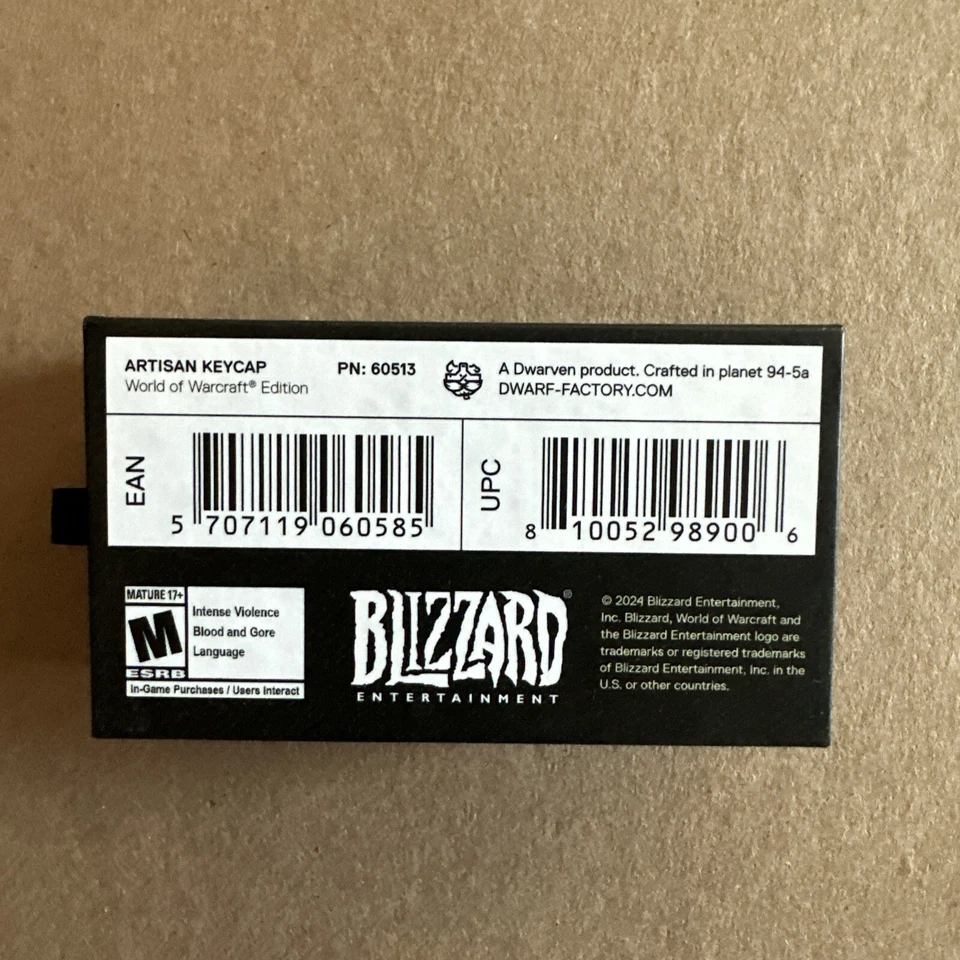 ARTISAN KEYCAP
World of Warcraft® Edition
PN: 60513
A Dwarven product. Crafted in planet 94-5a
DWARF-FACTORY.COM
EAN
5 707119 060585
UPC
8 10052 98900 6
MATURE 17+
M
ESRB
Intense Violence
Blood and Gore
Language
In-Game Purchases / Users Interact
BLIZZARD®
ENTERTAINMENT
© 2024 Blizzard Entertainment,
Inc. Blizzard, World of Warcraft and
the Blizzard Entertainment logo are
trademarks or registered trademarks
of Blizzard Entertainment, Inc. in the
U.S. or other countries.